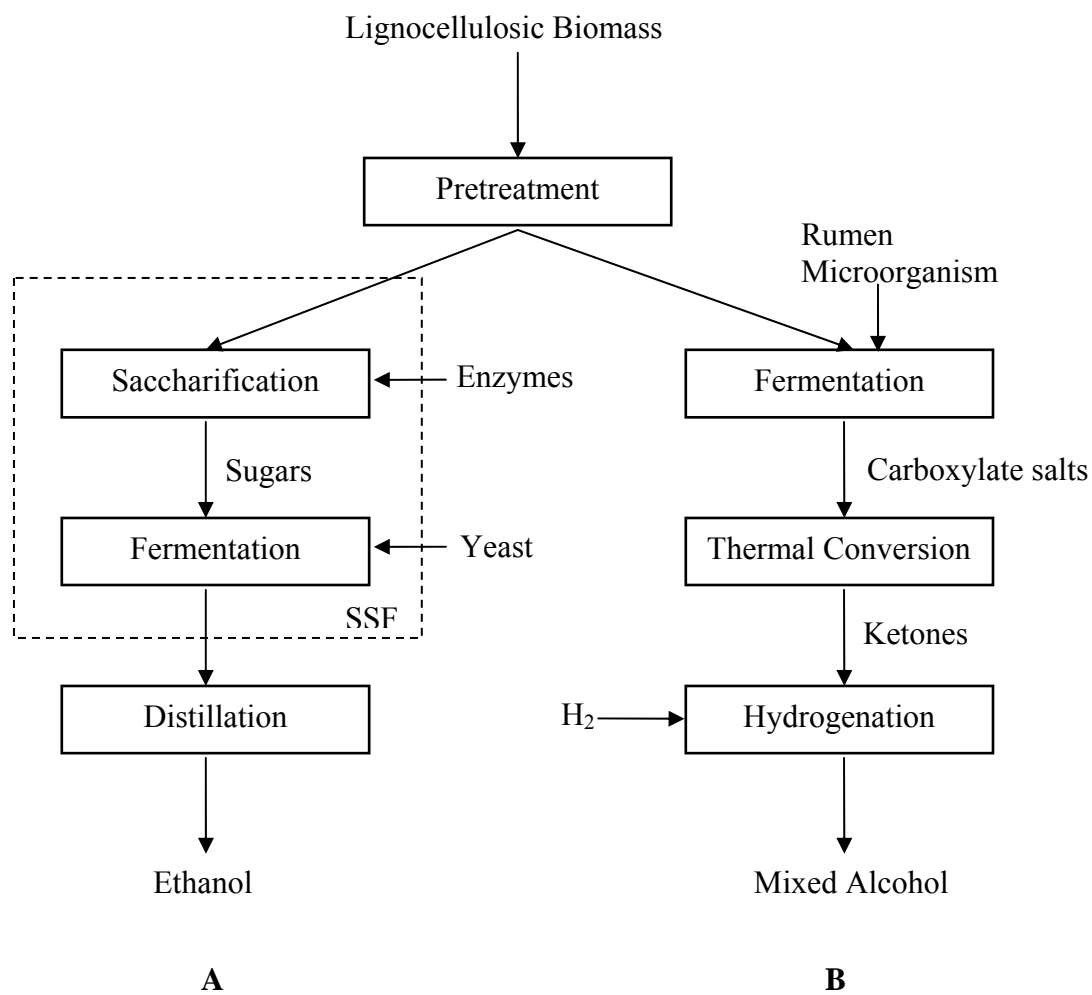 Lignocellulosic Biomass
Pretreatment
Rumen
Microorganism
Saccharification
Enzymes
Fermentation
Sugars
Carboxylate salts
Fermentation
Yeast
Thermal Conversion
SSF
Ketones
Distillation
H₂
Hydrogenation
Ethanol
Mixed Alcohol
A
B